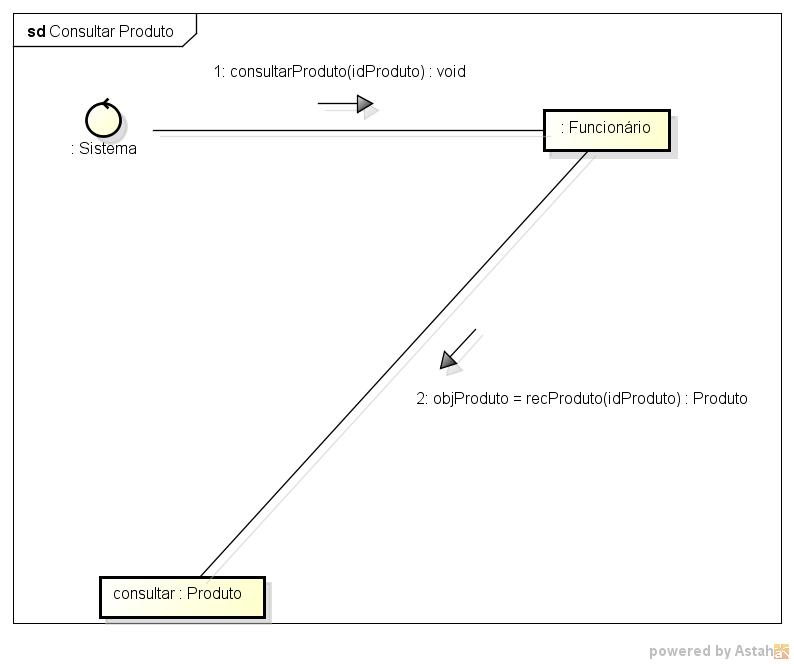 sd Consultar Produto
1: consultarProduto(idProduto) : void
: Funcionário
: Sistema
2: objProduto = recProduto(idProduto) : Produto
consultar : Produto
powered by Astah